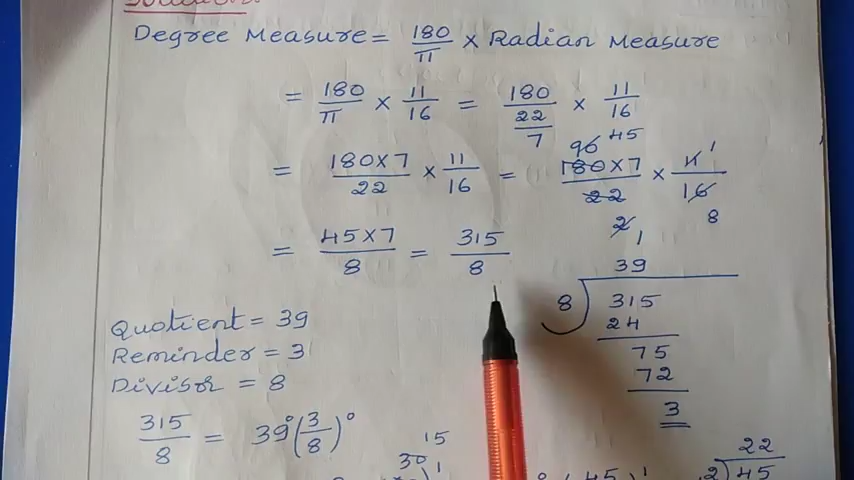 Solution:
Degree Measure = 180/π × Radian Measure
= 180/π × 11/16 = 180/(22/7) × 11/16
= 180×7/22 × 11/16 = 180×7/22 × 11/16
90 45
1
2 1
8
= 45×7/8 = 315/8
39
8 315
24
75
72
3
Quotient = 39
Reminder = 3
Divisor = 8
315/8 = 39° (3/8)°
15
30
22
2 45